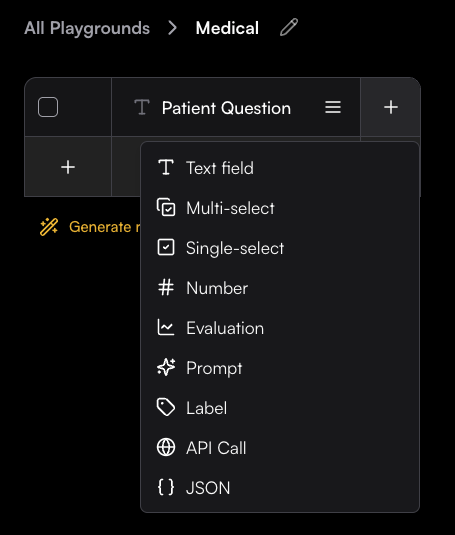 All Playgrounds > Medical
Patient Question
Text field
Multi-select
Single-select
Generate
Number
Evaluation
Prompt
Label
API Call
JSON